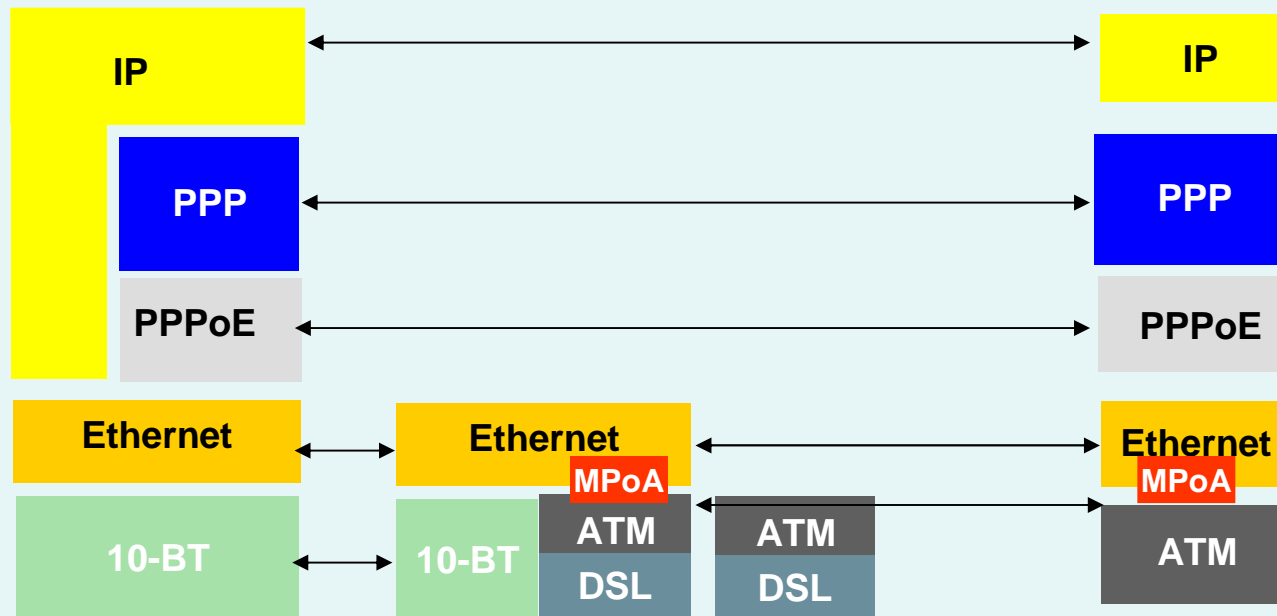 IP
IP
PPP
PPP
PPPoE
PPPoE
Ethernet
Ethernet
Ethernet
MPoA
MPoA
10-BT
10-BT
ATM
ATM
ATM
DSL
DSL